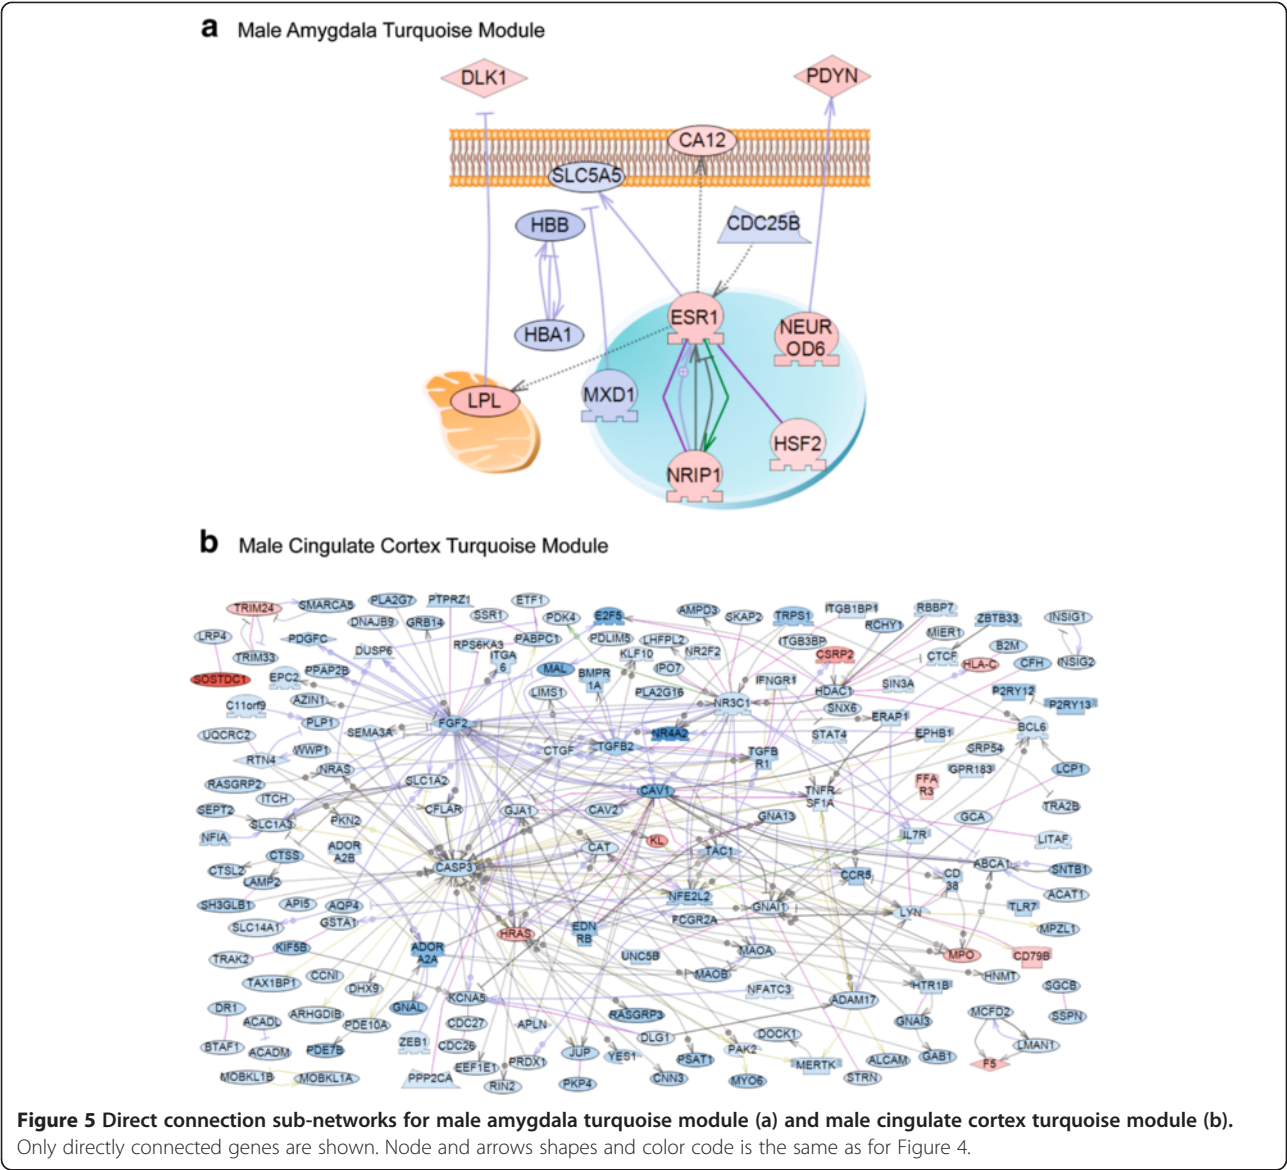 a Male Amygdala Turquoise Module
DLK1
PDYN
CA12
SLC5A5
HBB
CDC25B
HBA1
ESR1
NEUR
OD6
LPL
MXD1
HSF2
NRIP1
b Male Cingulate Cortex Turquoise Module
TRIM24 SMARCA5 PLA2G7 PTPRZ1 ETF1 E2F5 AMPD3 SKAP2 TRPS1 ITGB1BP1 RBBP7 ZBTB33 INSIG1
DNAJB9 GRB14 SSR1 PDK4 RCHY1
LRP4 PDGFC RPS6KA3 PABPC1 PDLIM5 LHFPL2 ITGB3BP MIER1 B2M
TRIM33 DUSP6 ITGA
6 KLF10 NR2F2 CSRP2 CTCF HLA-C CFH INSIG2
SOSTDC1 EPC2 PPAP2B MAL BMPR
1A IPO7 IFNGR1 HDAC1 SIN3A P2RY12
C11orf9 AZIN1 LIMS1 PLA2G16 NR3C1 SNX6 P2RY13
PLP1 FGF2 ERAP1 BCL6
UQCRC2 SEMA3A NR4A2 STAT4 EPHB1
RTN4 WWP1 CTGF TGFB2 TGFB
R1 SRP54
NRAS GPR183 LCP1
RASGRP2 SLC1A2 CAV1 TNFR
SF1A FFA
R3
SEPT2 ITCH CFLAR GJA1 CAV2 GNA13 GCA TRA2B
SLC1A3 PKN2
NFIA KL IL7R LITAF
CTSS ADOR
A2B CAT TAC1
CTSL2 LAMP2 CASP3 CCR5 CD
38 ABCA1 SNTB1
SH3GLB1 API5 AQP4 NFE2L2 GNAI1 LYN ACAT1
SLC14A1 GSTA1 FCGR2A TLR7
HRAS EDN
RB MPZL1
TRAK2 KIF5B ADOR
A2A UNC5B MAOA MPO CD79B
TAX1BP1 CCNI MAOB HNMT
DHX9 NFATC3 HTR1B SGCB
DR1 GNAL KCNA5 ADAM17
ACADL ARHGDIB PDE10A CDC27 APLN RASGRP3 GNAI3 MCFD2 SSPN
BTAF1 ACADM PDE7B ZEB1 CDC26 DLG1 DOCK1 LMAN1
PRDX1 JUP YES1 PSAT1 PAK2 MERTK ALCAM GAB1 F5
MOBKL1B MOBKL1A PPP2CA EEF1E1 RIN2 PKP4 CNN3 MYO6 STRN
Figure 5 Direct connection sub-networks for male amygdala turquoise module (a) and male cingulate cortex turquoise module (b).
Only directly connected genes are shown. Node and arrows shapes and color code is the same as for Figure 4.